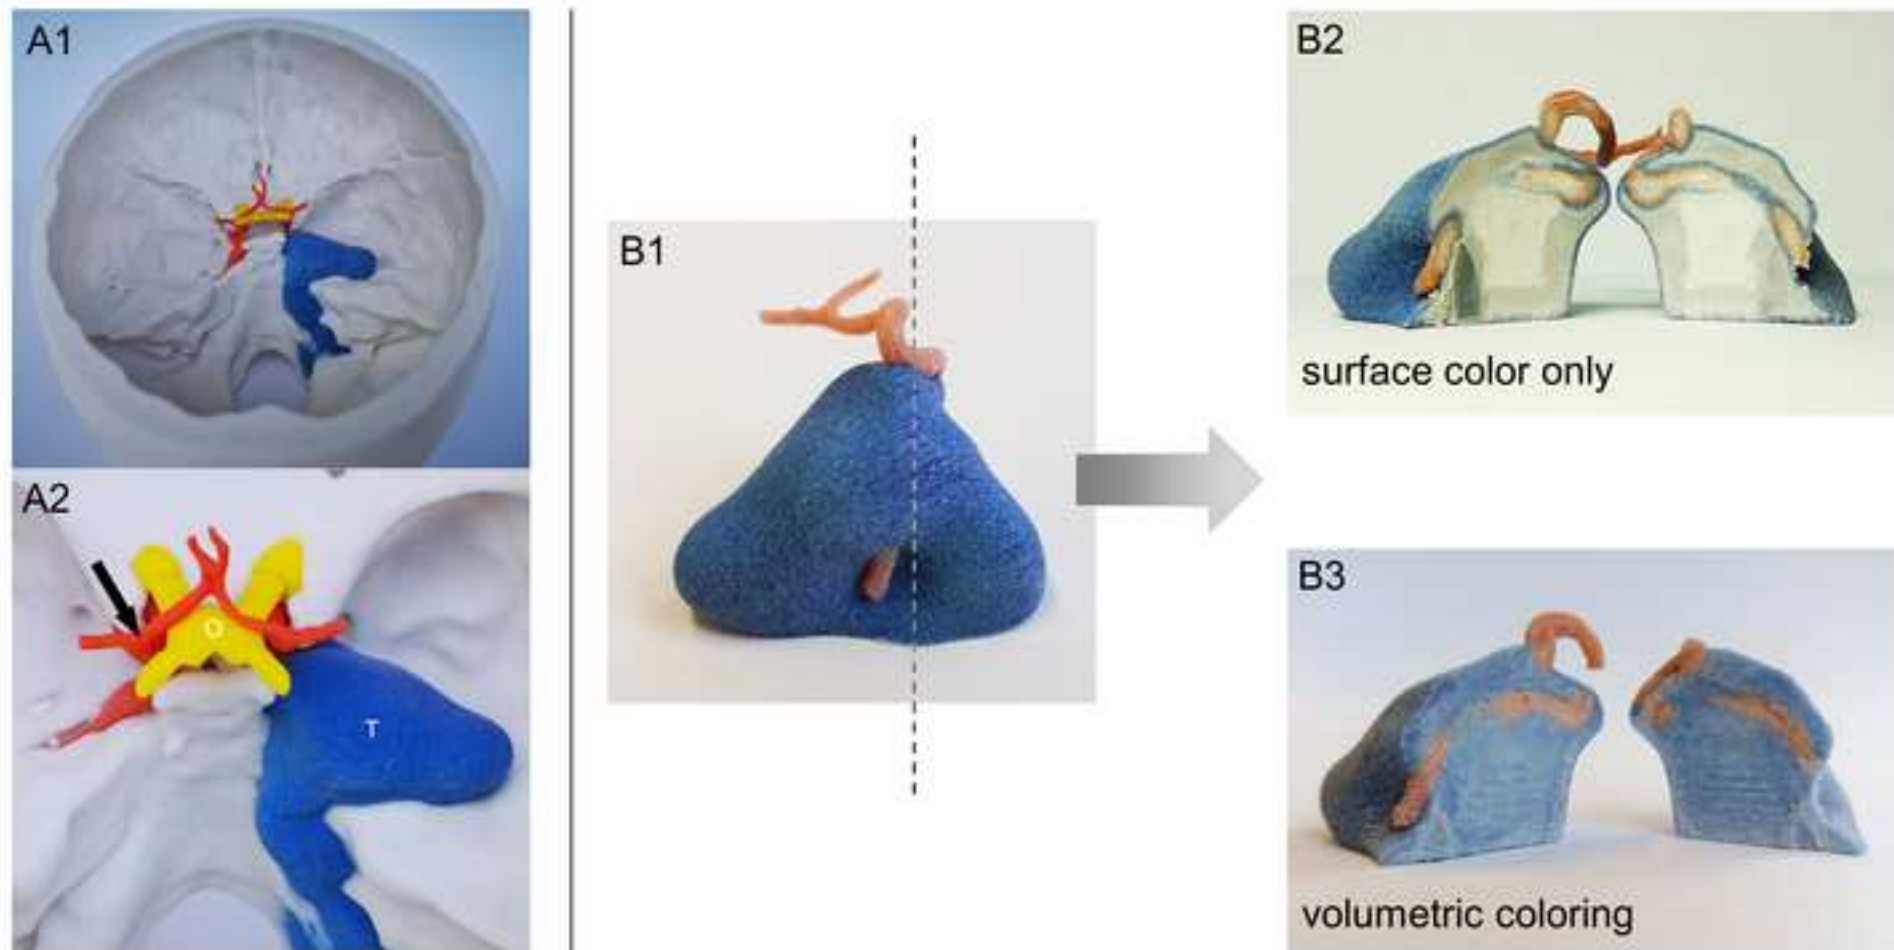 A1
A2
O
T
B1
B2
surface color only
B3
volumetric coloring